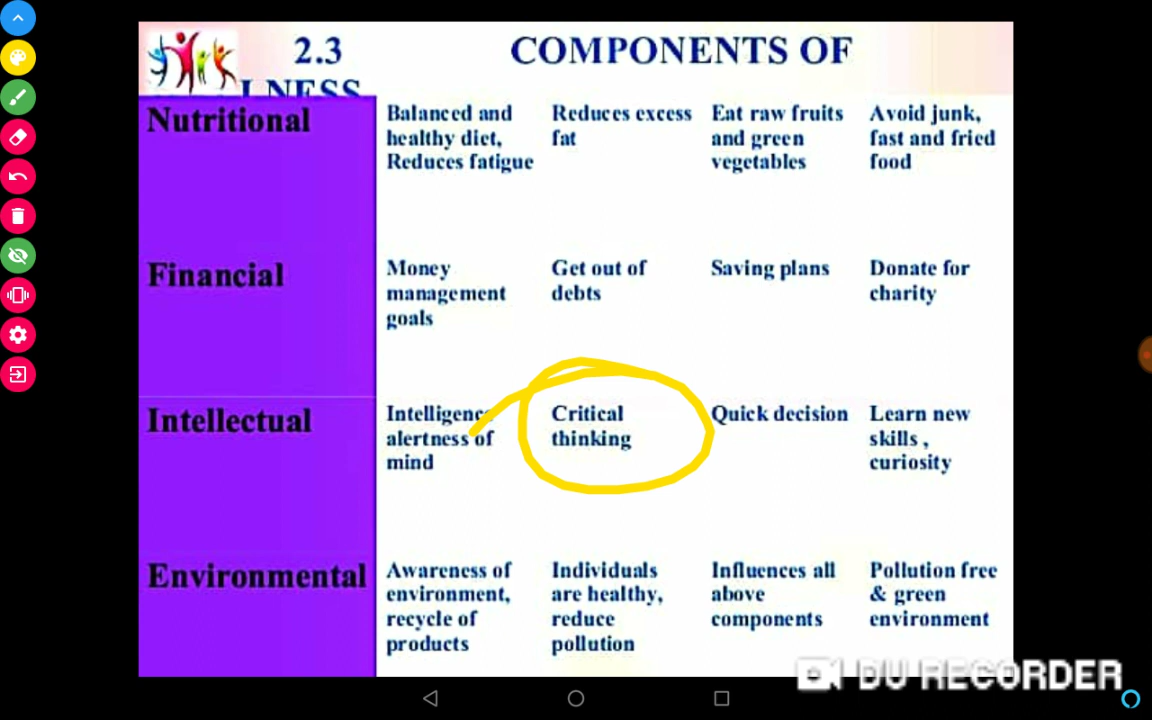 2.3 COMPONENTS OF
LNESS
Nutritional
Balanced and
healthy diet,
Reduces fatigue
Reduces excess
fat
Eat raw fruits
and green
vegetables
Avoid junk,
fast and fried
food
Financial
Money
management
goals
Get out of
debts
Saving plans
Donate for
charity
Intellectual
Intelligence
alertness of
mind
Critical
thinking
Quick decision
Learn new
skills ,
curiosity
Environmental
Awareness of
environment,
recycle of
products
Individuals
are healthy,
reduce
pollution
Influences all
above
components
Pollution free
& green
environment
DU RECORDER